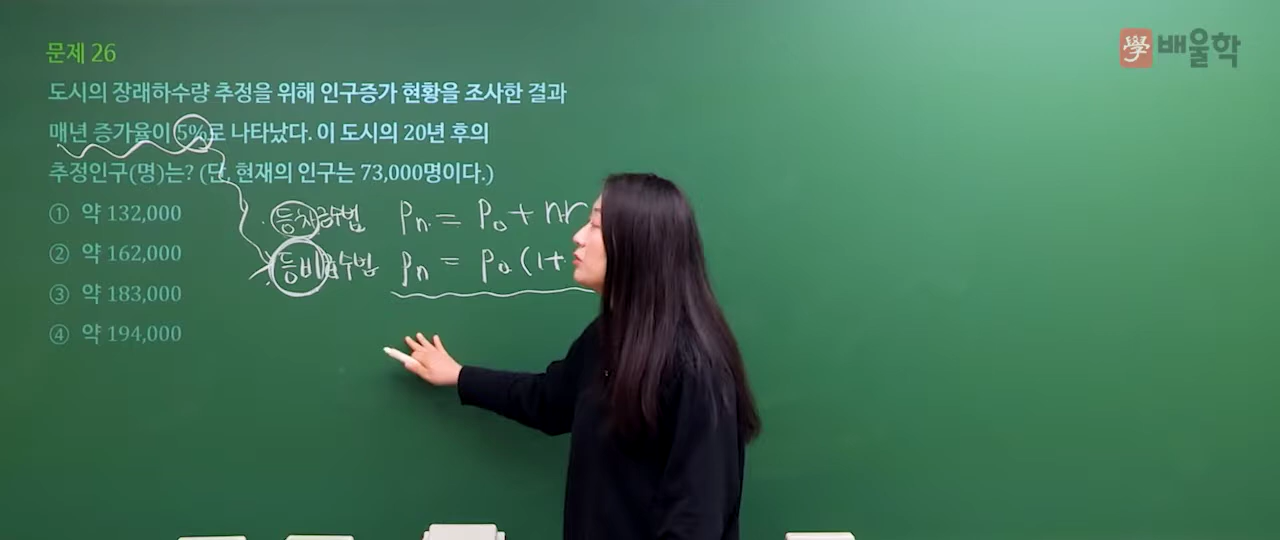 學 배울학
문제 26
도시의 장래하수량 추정을 위해 인구증가 현황을 조사한 결과
매년 증가율이 5%로 나타났다. 이 도시의 20년 후의
추정인구(명)는? (단, 현재의 인구는 73,000명이다.)
① 약 132,000
② 약 162,000
③ 약 183,000
④ 약 194,000
등차급수법 Pn = Po + nr
등비급수법 Pn = Po (1+